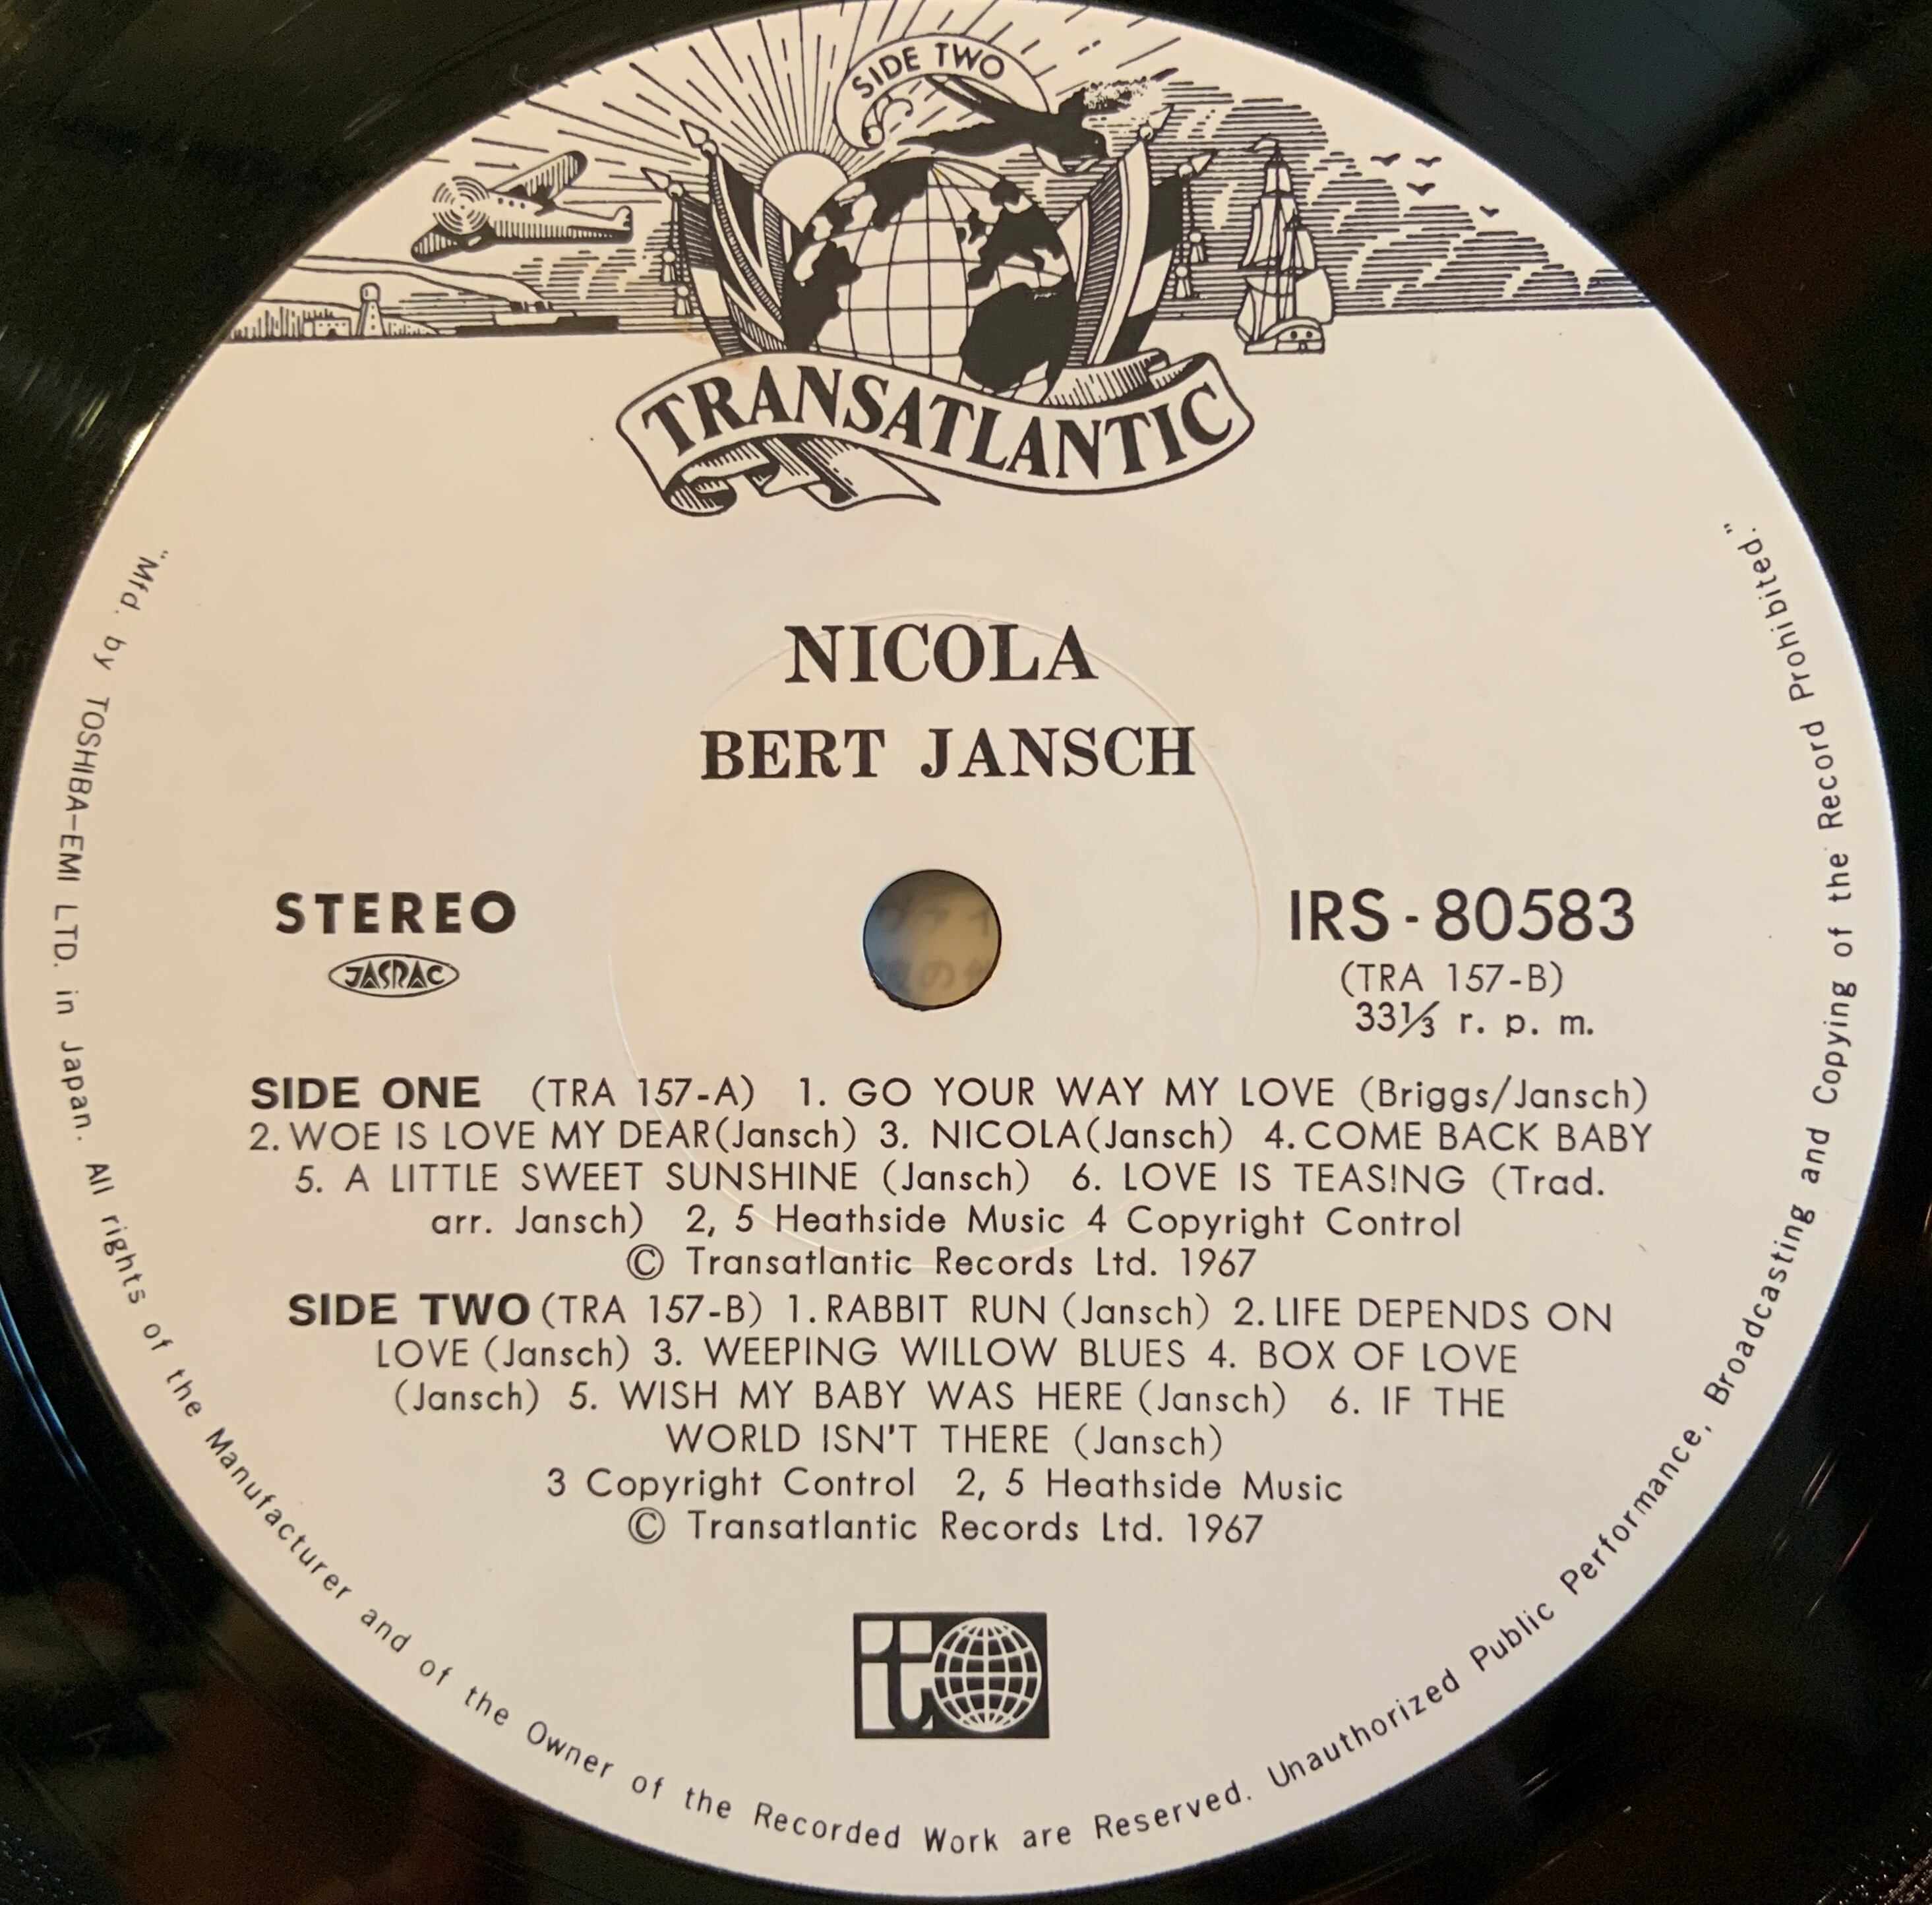 SIDE TWO
TRANSATLANTIC
NICOLA
BERT JANSCH
STEREO
JASRAC
IRS-80583
(TRA 157-B)
33⅓ r. p. m.
SIDE ONE (TRA 157-A) 1. GO YOUR WAY MY LOVE (Briggs/Jansch)
2. WOE IS LOVE MY DEAR (Jansch) 3. NICOLA (Jansch) 4. COME BACK BABY
5. A LITTLE SWEET SUNSHINE (Jansch) 6. LOVE IS TEASING (Trad.
arr. Jansch) 2, 5 Heathside Music 4 Copyright Control
© Transatlantic Records Ltd. 1967
SIDE TWO (TRA 157-B) 1. RABBIT RUN (Jansch) 2. LIFE DEPENDS ON
LOVE (Jansch) 3. WEEPING WILLOW BLUES 4. BOX OF LOVE
(Jansch) 5. WISH MY BABY WAS HERE (Jansch) 6. IF THE
WORLD ISN'T THERE (Jansch)
3 Copyright Control 2, 5 Heathside Music
© Transatlantic Records Ltd. 1967
t
"Mfd. by TOSHIBA-EMI LTD. in Japan. All rights of the Manufacturer and of the Owner of the Recorded Work are Reserved. Unauthorized Public Performance, Broadcasting and Copying of the Record Prohibited."